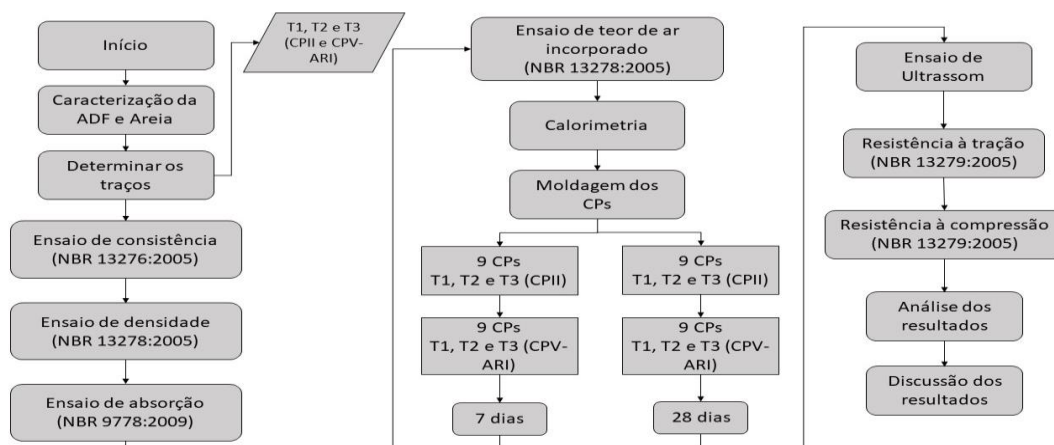 Início
Caracterização da
ADF e Areia
Determinar os
traços
T1, T2 e T3
(CPII e CPV-
ARI)
Ensaio de consistência
(NBR 13276:2005)
Ensaio de densidade
(NBR 13278:2005)
Ensaio de absorção
(NBR 9778:2009)
Ensaio de teor de ar
incorporado
(NBR 13278:2005)
Calorimetria
Moldagem dos
CPs
9 CPs
T1, T2 e T3 (CPII)
9 CPs
T1, T2 e T3 (CPV-
ARI)
7 dias
9 CPs
T1, T2 e T3 (CPII)
9 CPs
T1, T2 e T3 (CPV-
ARI)
28 dias
Ensaio de
Ultrassom
Resistência à tração
(NBR 13279:2005)
Resistência à compressão
(NBR 13279:2005)
Análise dos
resultados
Discussão dos
resultados